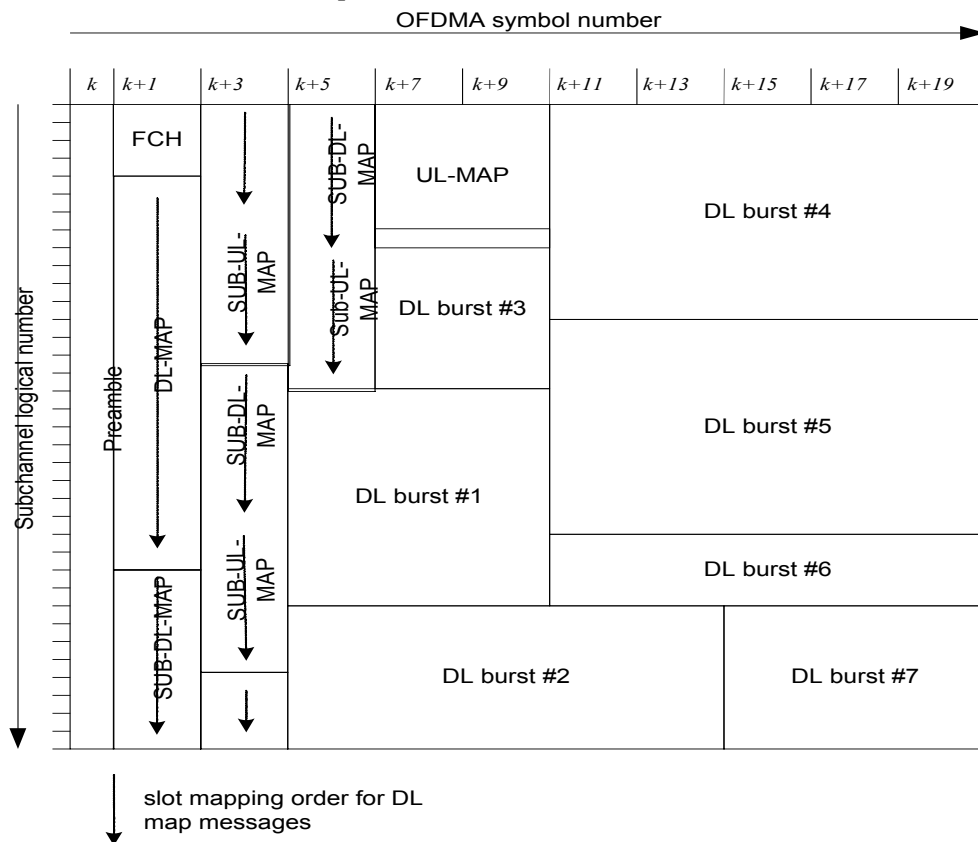 OFDMA symbol number
k k+1 k+3 k+5 k+7 k+9 k+11 k+13 k+15 k+17 k+19
Subchannel logical number
Preamble
FCH
DL-MAP
SUB-DL-MAP
SUB-UL-
MAP
SUB-DL-
MAP
SUB-UL-
MAP
SUB-DL-
MAP
Sub-UL-
MAP
UL-MAP
DL burst #3
DL burst #1
DL burst #4
DL burst #5
DL burst #6
DL burst #2
DL burst #7
slot mapping order for DL
map messages